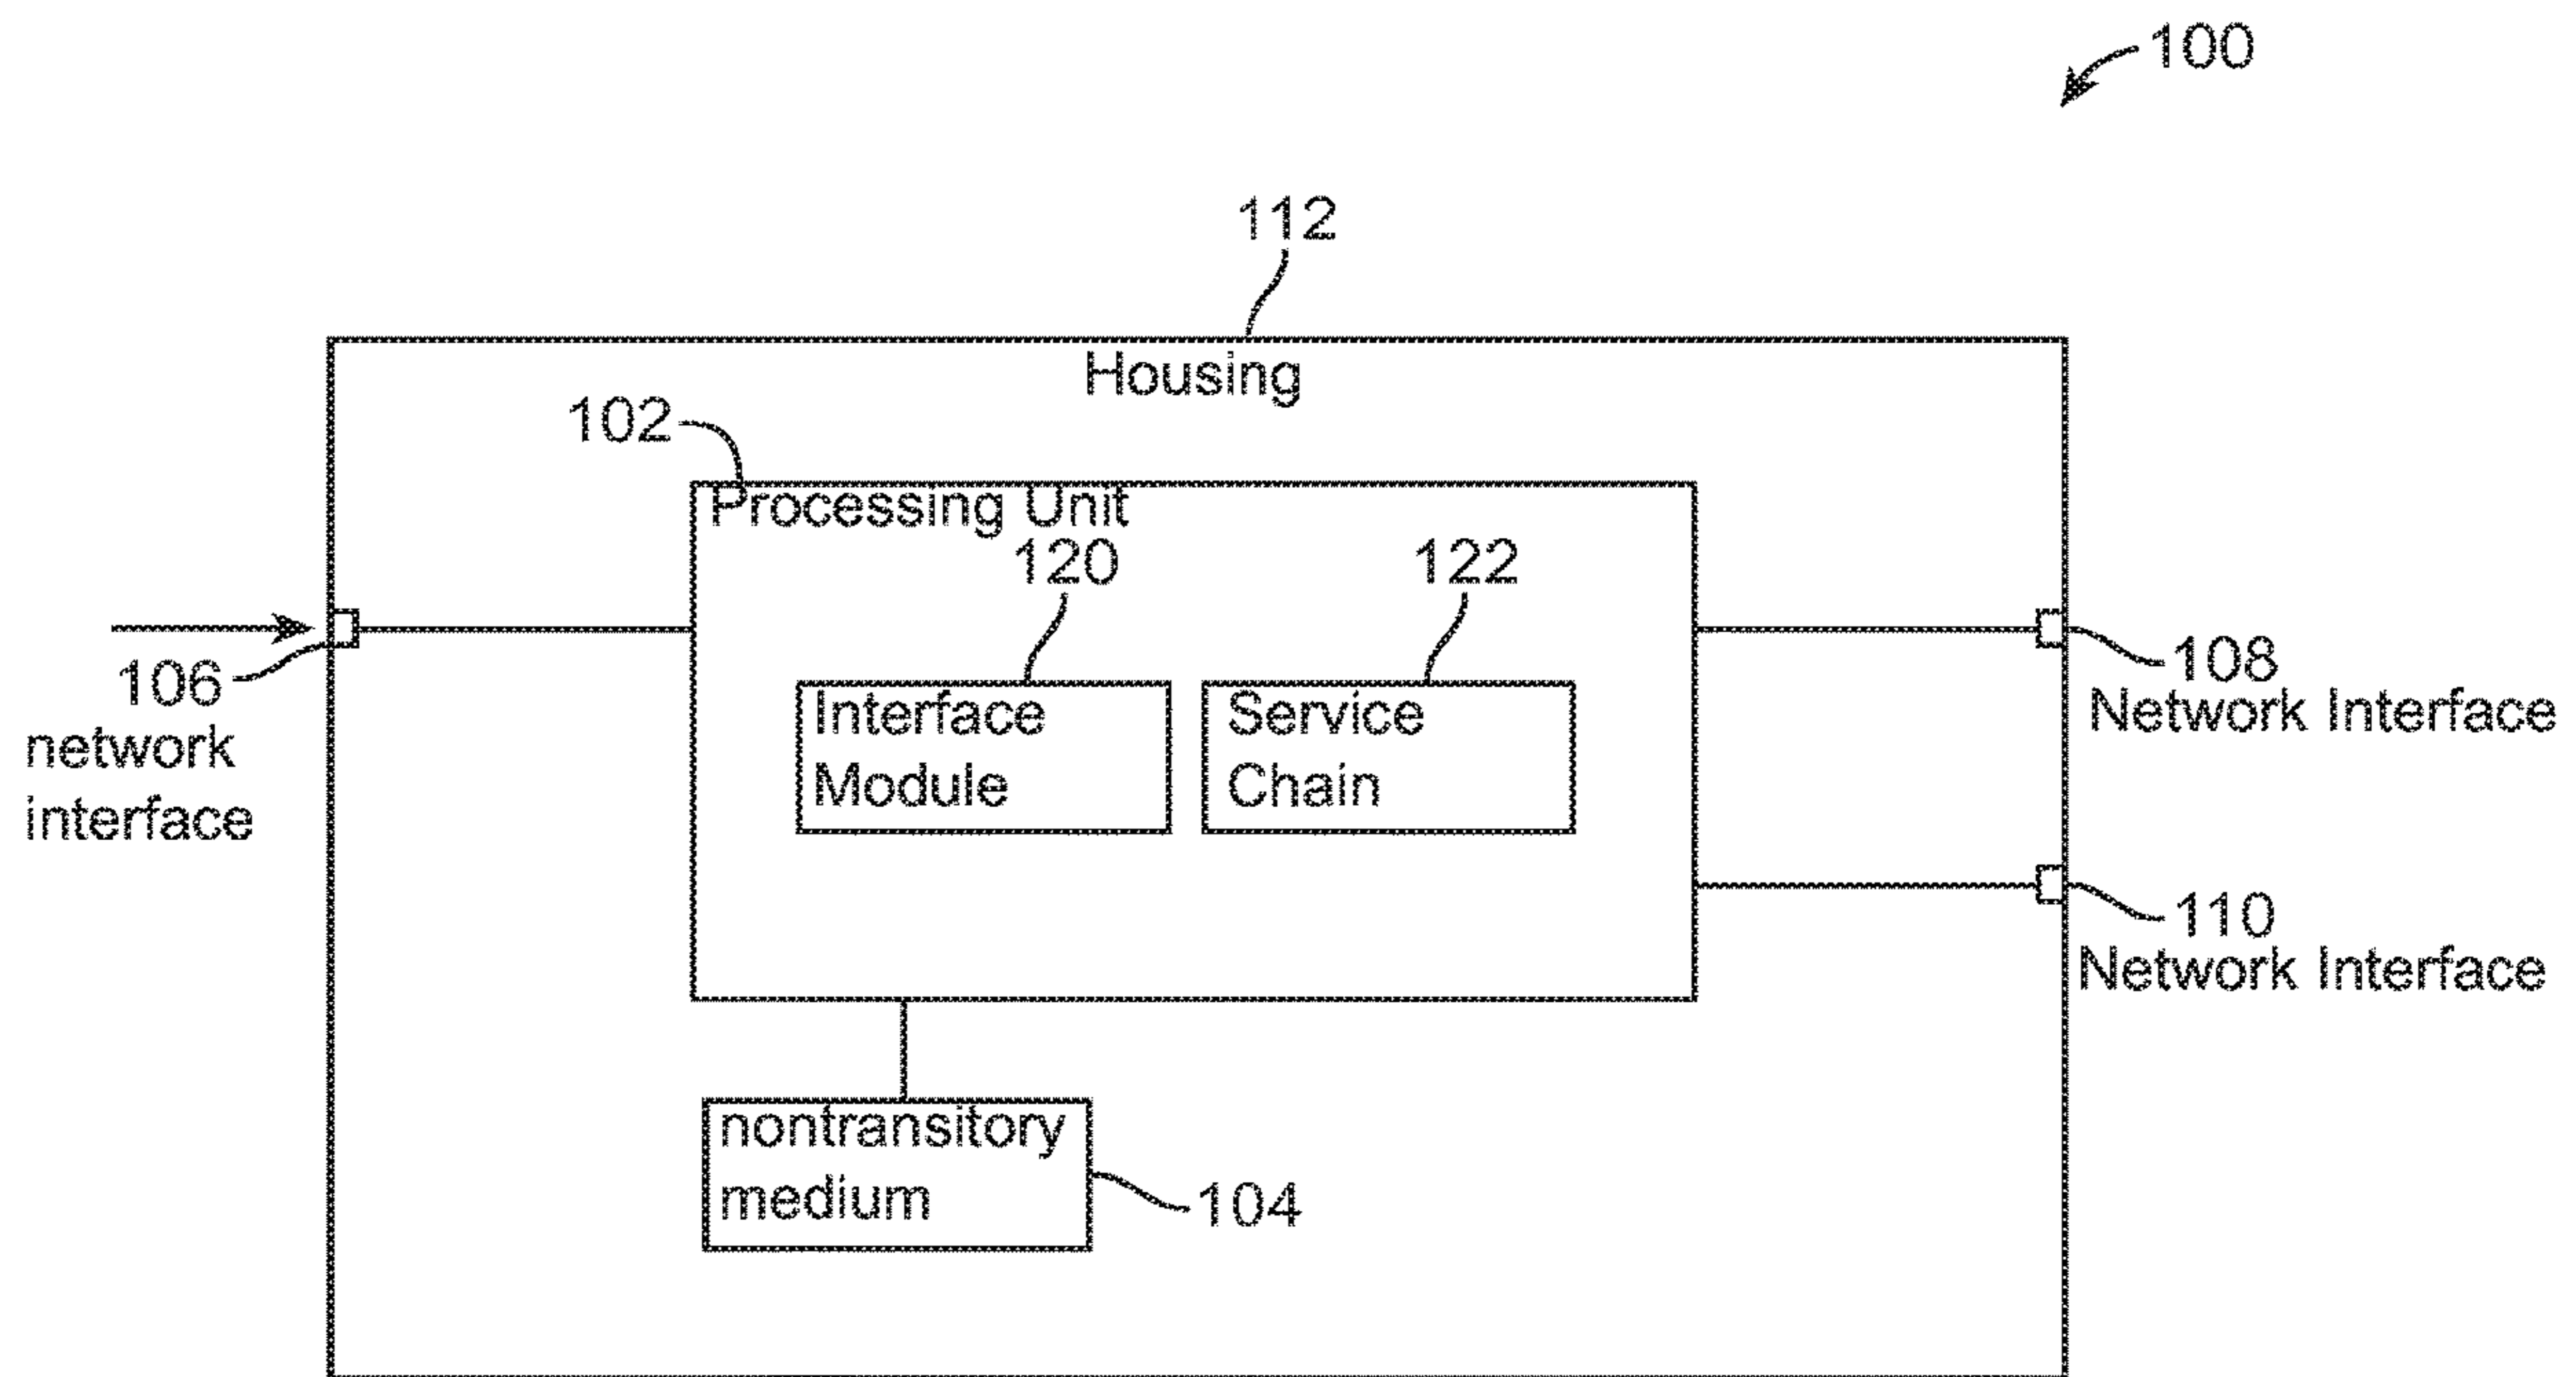 100
112
Housing
102
Processing Unit
120
122
Interface
Module
Service
Chain
106
network
interface
108
Network Interface
110
Network Interface
nontransitory
medium
104